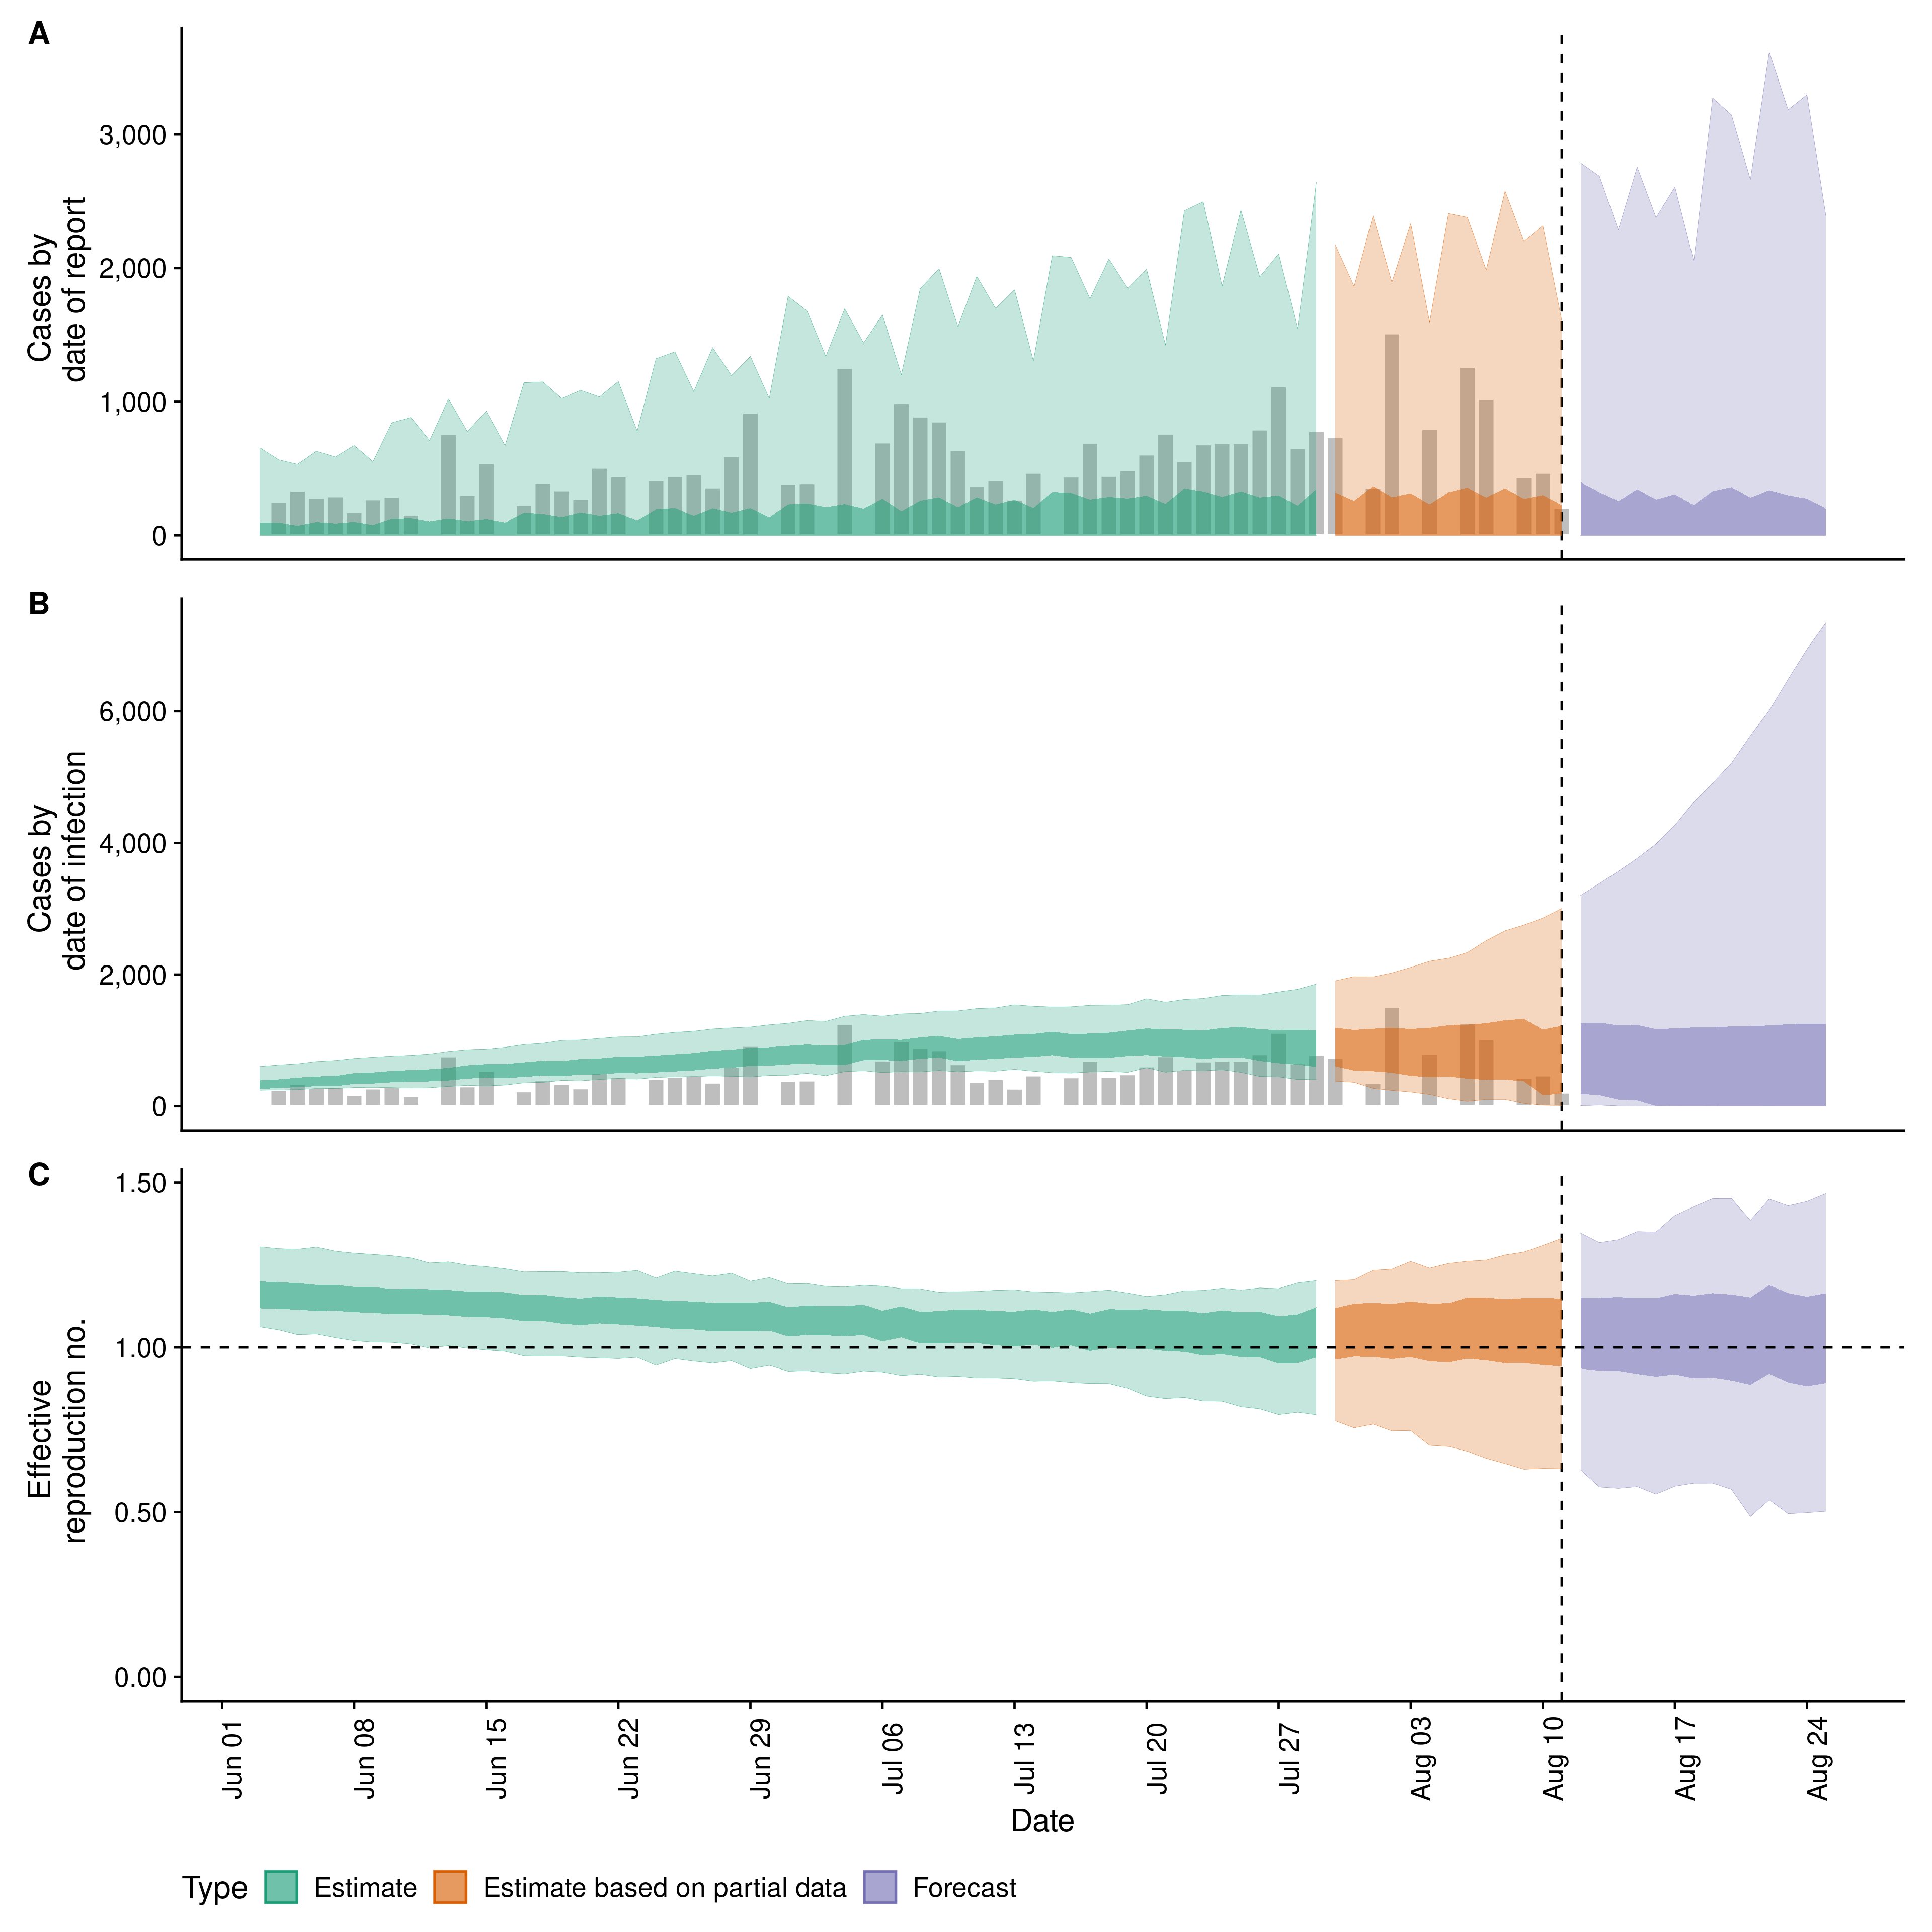 A
Cases by
date of report
3,000
2,000
1,000
0
B
Cases by
date of infection
6,000
4,000
2,000
0
C
Effective
reproduction no.
1.50
1.00
0.50
0.00
Jun 01
Jun 08
Jun 15
Jun 22
Jun 29
Jul 06
Jul 13
Jul 20
Jul 27
Aug 03
Aug 10
Aug 17
Aug 24
Date
Type Estimate Estimate based on partial data Forecast